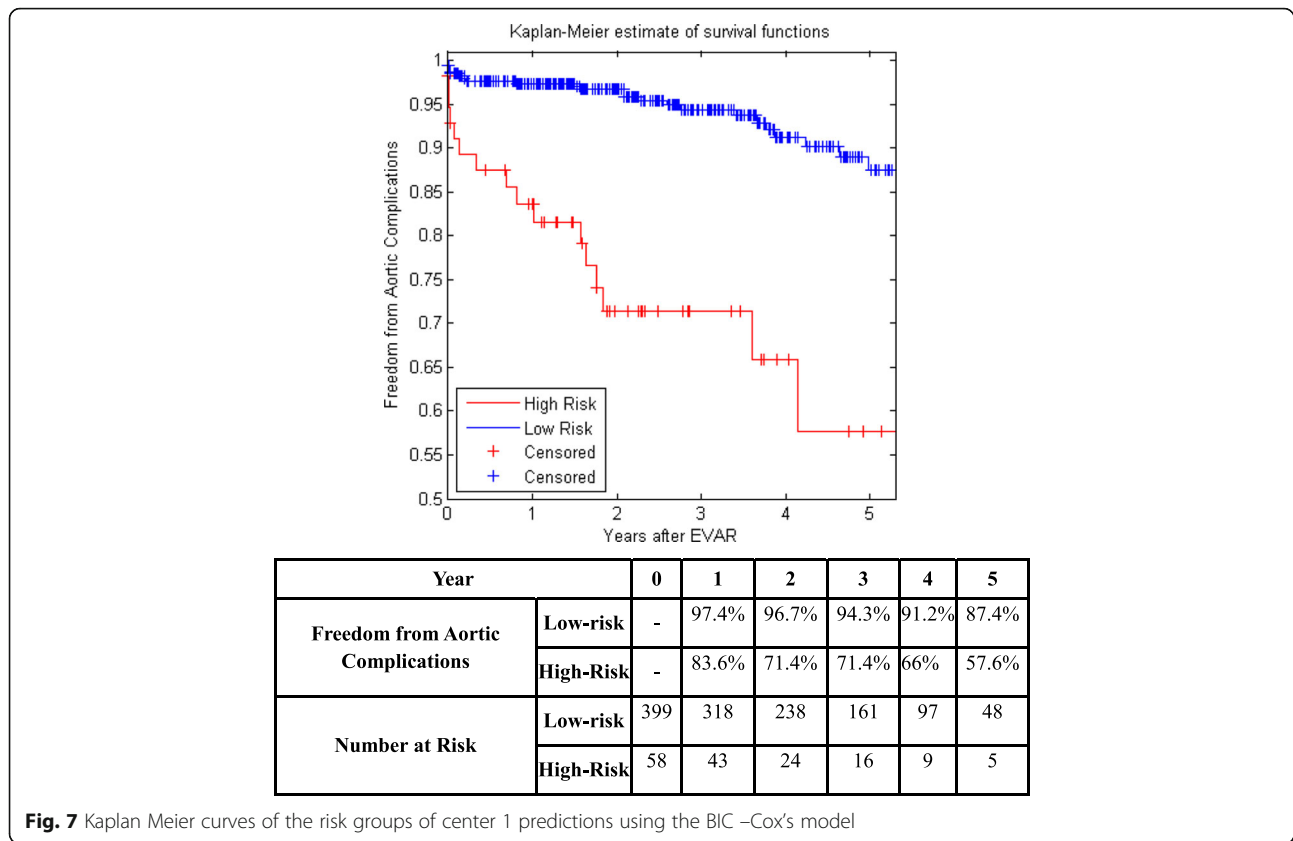 Kaplan-Meier estimate of survival functions
1
0.95
0.9
0.85
0.8
0.75
0.7
0.65
0.6
0.55
0.5
Freedom from Aortic Complications
High Risk
Low Risk
Censored
Censored
0 1 2 3 4 5
Years after EVAR
Year 0 1 2 3 4 5
Freedom from Aortic Complications
Low-risk - 97.4% 96.7% 94.3% 91.2% 87.4%
High-Risk - 83.6% 71.4% 71.4% 66% 57.6%
Number at Risk
Low-risk 399 318 238 161 97 48
High-Risk 58 43 24 16 9 5
Fig. 7 Kaplan Meier curves of the risk groups of center 1 predictions using the BIC –Cox's model